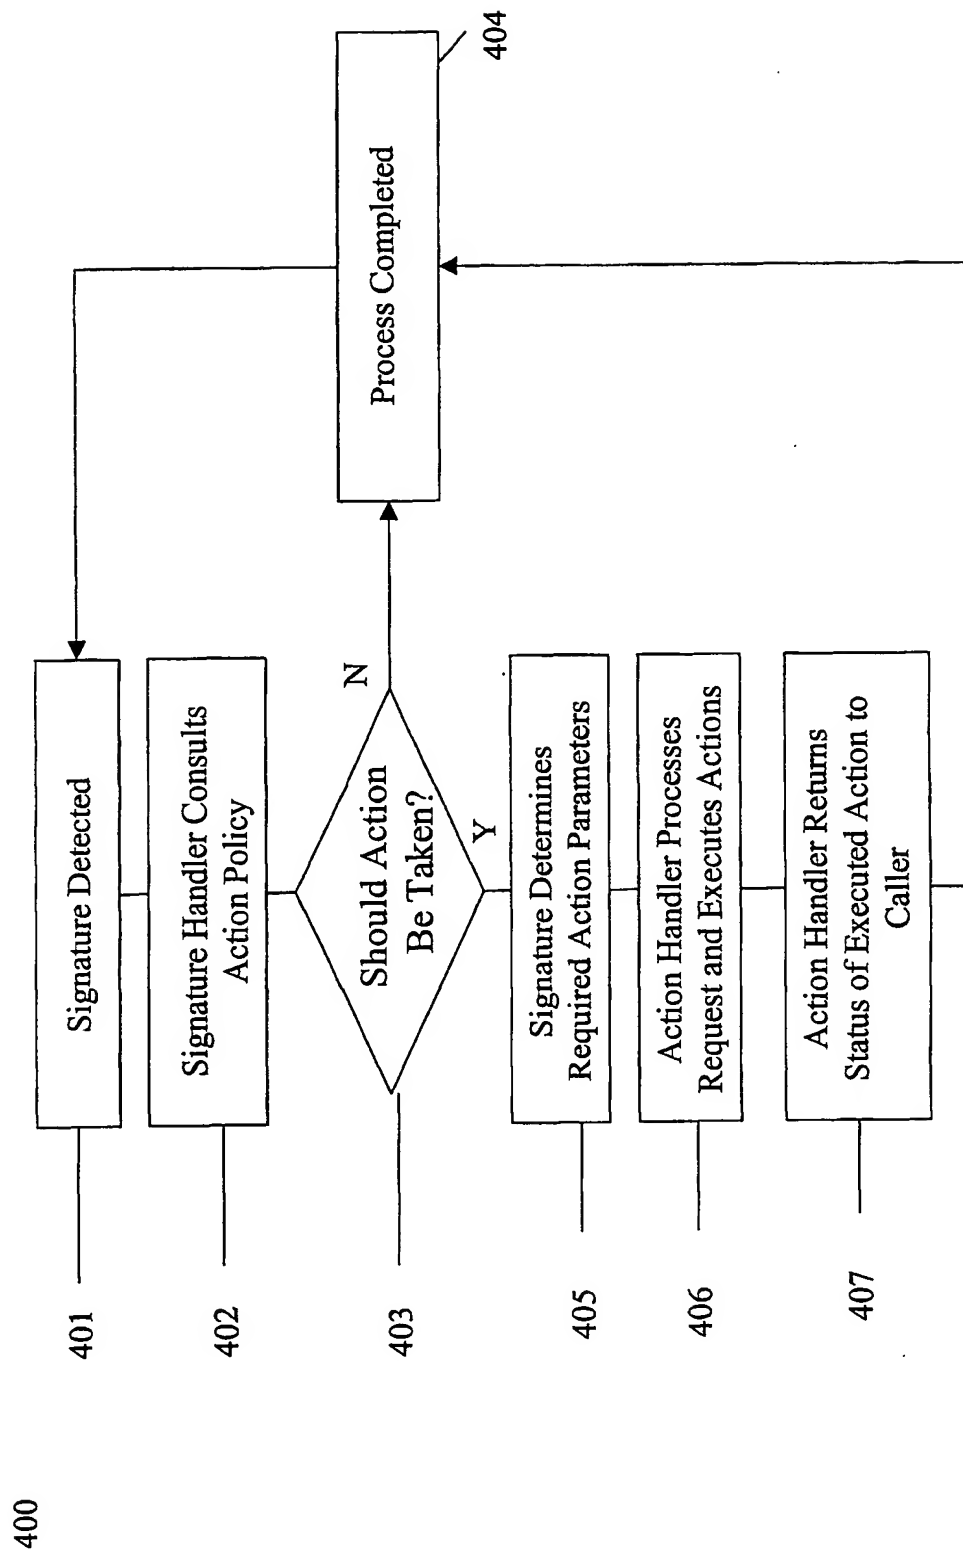 400
401
Signature Detected
402
Signature Handler Consults
Action Policy
403
Should Action
Be Taken?
N
Y
Process Completed
404
405
Signature Determines
Required Action Parameters
406
Action Handler Processes
Request and Executes Actions
407
Action Handler Returns
Status of Executed Action to
Caller